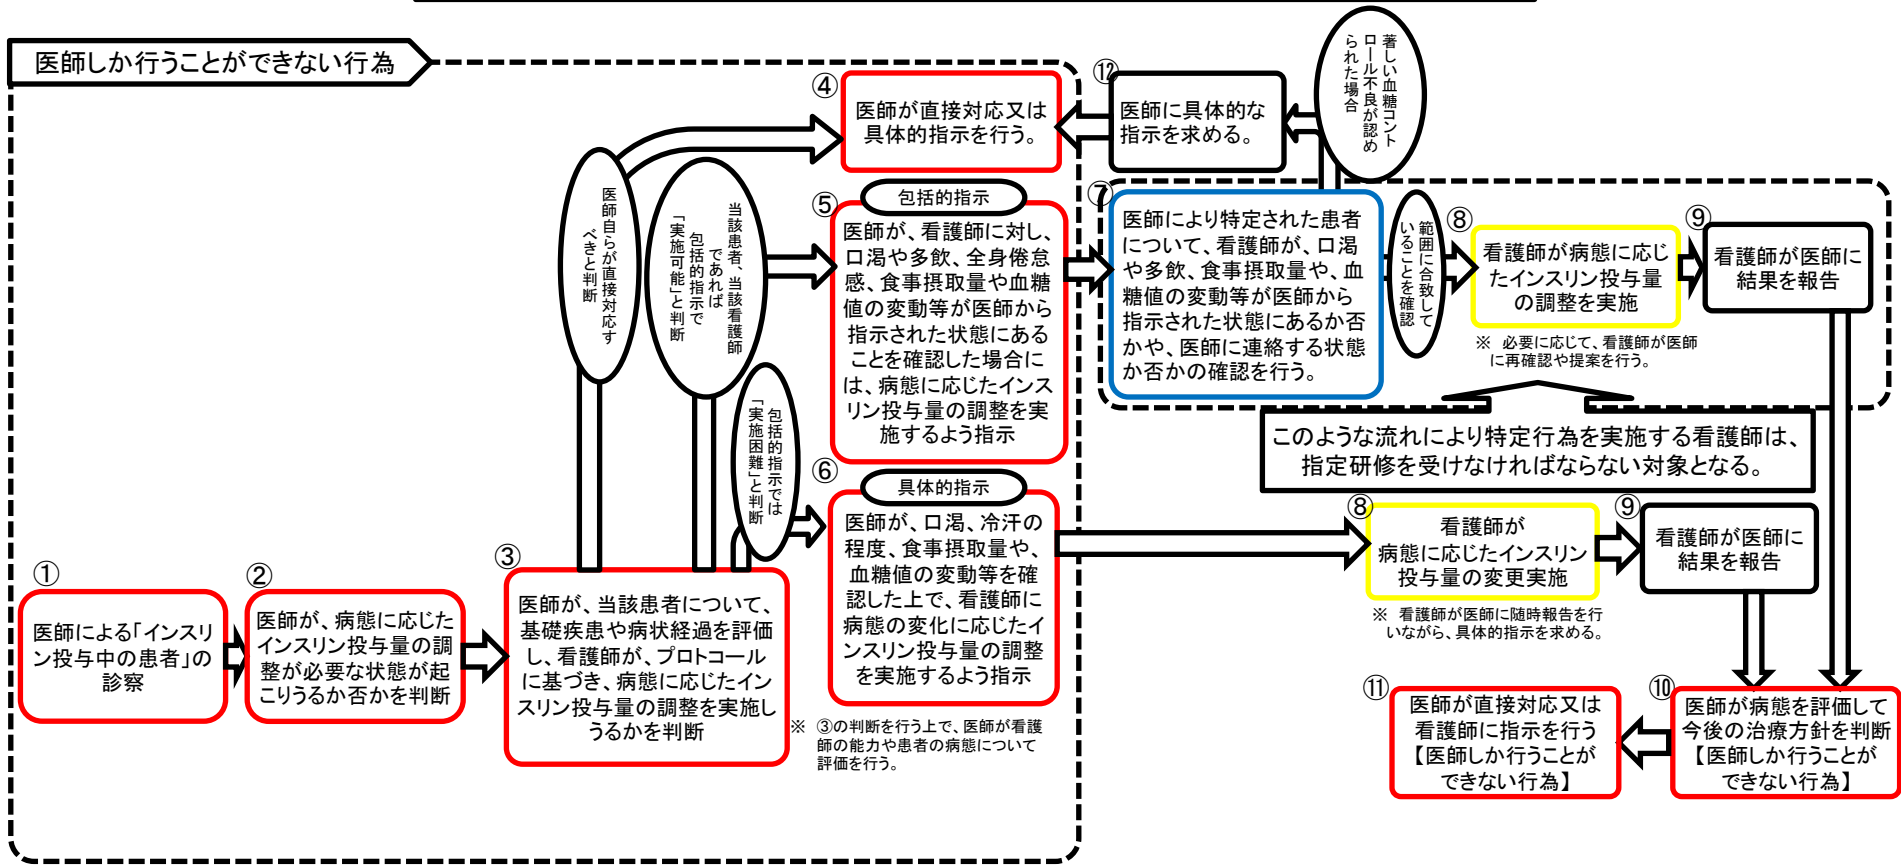 医師しか行うことができない行為
①
医師による「インスリ
ン投与中の患者」の
診察
②
医師が、病態に応じた
インスリン投与量の調
整が必要な状態が起
こりうるか否かを判断
③
医師が、当該患者について、
基礎疾患や病状経過を評価
し、看護師が、プロトコール
に基づき、病態に応じたイン
スリン投与量の調整を実施し
うるかを判断
※ ③の判断を行う上で、医師が看護
師の能力や患者の病態について
評価を行う。
医師自らが直接対応す
べきと判断
当該患者、当該看護師
であれば
包括的指示で
「実施可能」と判断
包括的指示では
「実施困難」と判断
④
医師が直接対応又は
具体的指示を行う。
⑤
包括的指示
医師が、看護師に対し、
口渇や多飲、全身倦怠
感、食事摂取量や血糖
値の変動等が医師から
指示された状態にある
ことを確認した場合に
は、病態に応じたインス
リン投与量の調整を実
施するよう指示
⑥
具体的指示
医師が、口渇、冷汗の
程度、食事摂取量や、
血糖値の変動等を確
認した上で、看護師に
病態の変化に応じたイ
ンスリン投与量の調整
を実施するよう指示
⑫
医師に具体的な
指示を求める。
著しい血糖コント
ロール不良が認め
られた場合
⑦
医師により特定された患者
について、看護師が、口渇
や多飲、食事摂取量や、血
糖値の変動等が医師から
指示された状態にあるか否
かや、医師に連絡する状態
か否かの確認を行う。
範囲に合致して
いることを確認
⑧
看護師が病態に応じ
たインスリン投与量
の調整を実施
※ 必要に応じて、看護師が医師
に再確認や提案を行う。
⑨
看護師が医師に
結果を報告
このような流れにより特定行為を実施する看護師は、
指定研修を受けなければならない対象となる。
⑧
看護師が
病態に応じたインスリン
投与量の変更実施
※ 看護師が医師に随時報告を行
いながら、具体的指示を求める。
⑨
看護師が医師に
結果を報告
⑩
医師が病態を評価して
今後の治療方針を判断
【医師しか行うことが
できない行為】
⑪
医師が直接対応又は
看護師に指示を行う
【医師しか行うことが
できない行為】